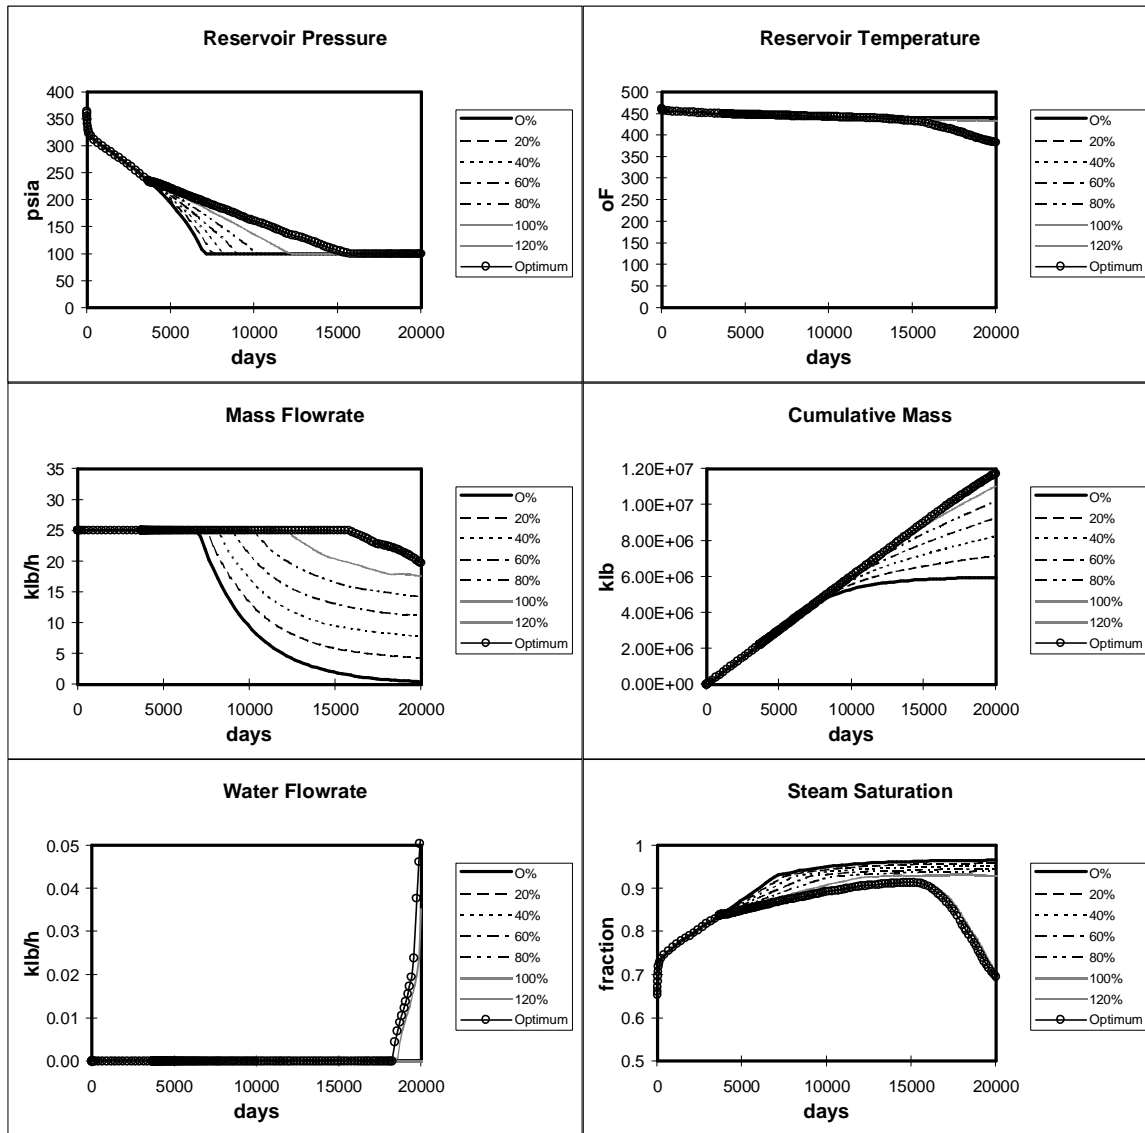 Reservoir Pressure
400
350
300
250
200
150
100
50
0
psia
0 5000 10000 15000 20000
days
O%
20%
40%
60%
80%
100%
120%
Optimum
Reservoir Temperature
500
450
400
350
300
250
200
150
100
50
0
oF
0 5000 10000 15000 20000
days
O%
20%
40%
60%
80%
100%
120%
Optimum
Mass Flowrate
35
30
25
20
15
10
5
0
klb/h
0 5000 10000 15000 20000
days
O%
20%
40%
60%
80%
100%
120%
Optimum
Cumulative Mass
1.20E+07
1.00E+07
8.00E+06
6.00E+06
4.00E+06
2.00E+06
0.00E+00
klb
0 5000 10000 15000 20000
days
O%
20%
40%
60%
80%
100%
120%
Optimum
Water Flowrate
0.05
0.04
0.03
0.02
0.01
0.00
klb/h
0 5000 10000 15000 20000
days
O%
20%
40%
60%
80%
100%
120%
Optimum
Steam Saturation
1
0.9
0.8
0.7
0.6
0.5
fraction
0 5000 10000 15000 20000
days
O%
20%
40%
60%
80%
100%
120%
Optimum